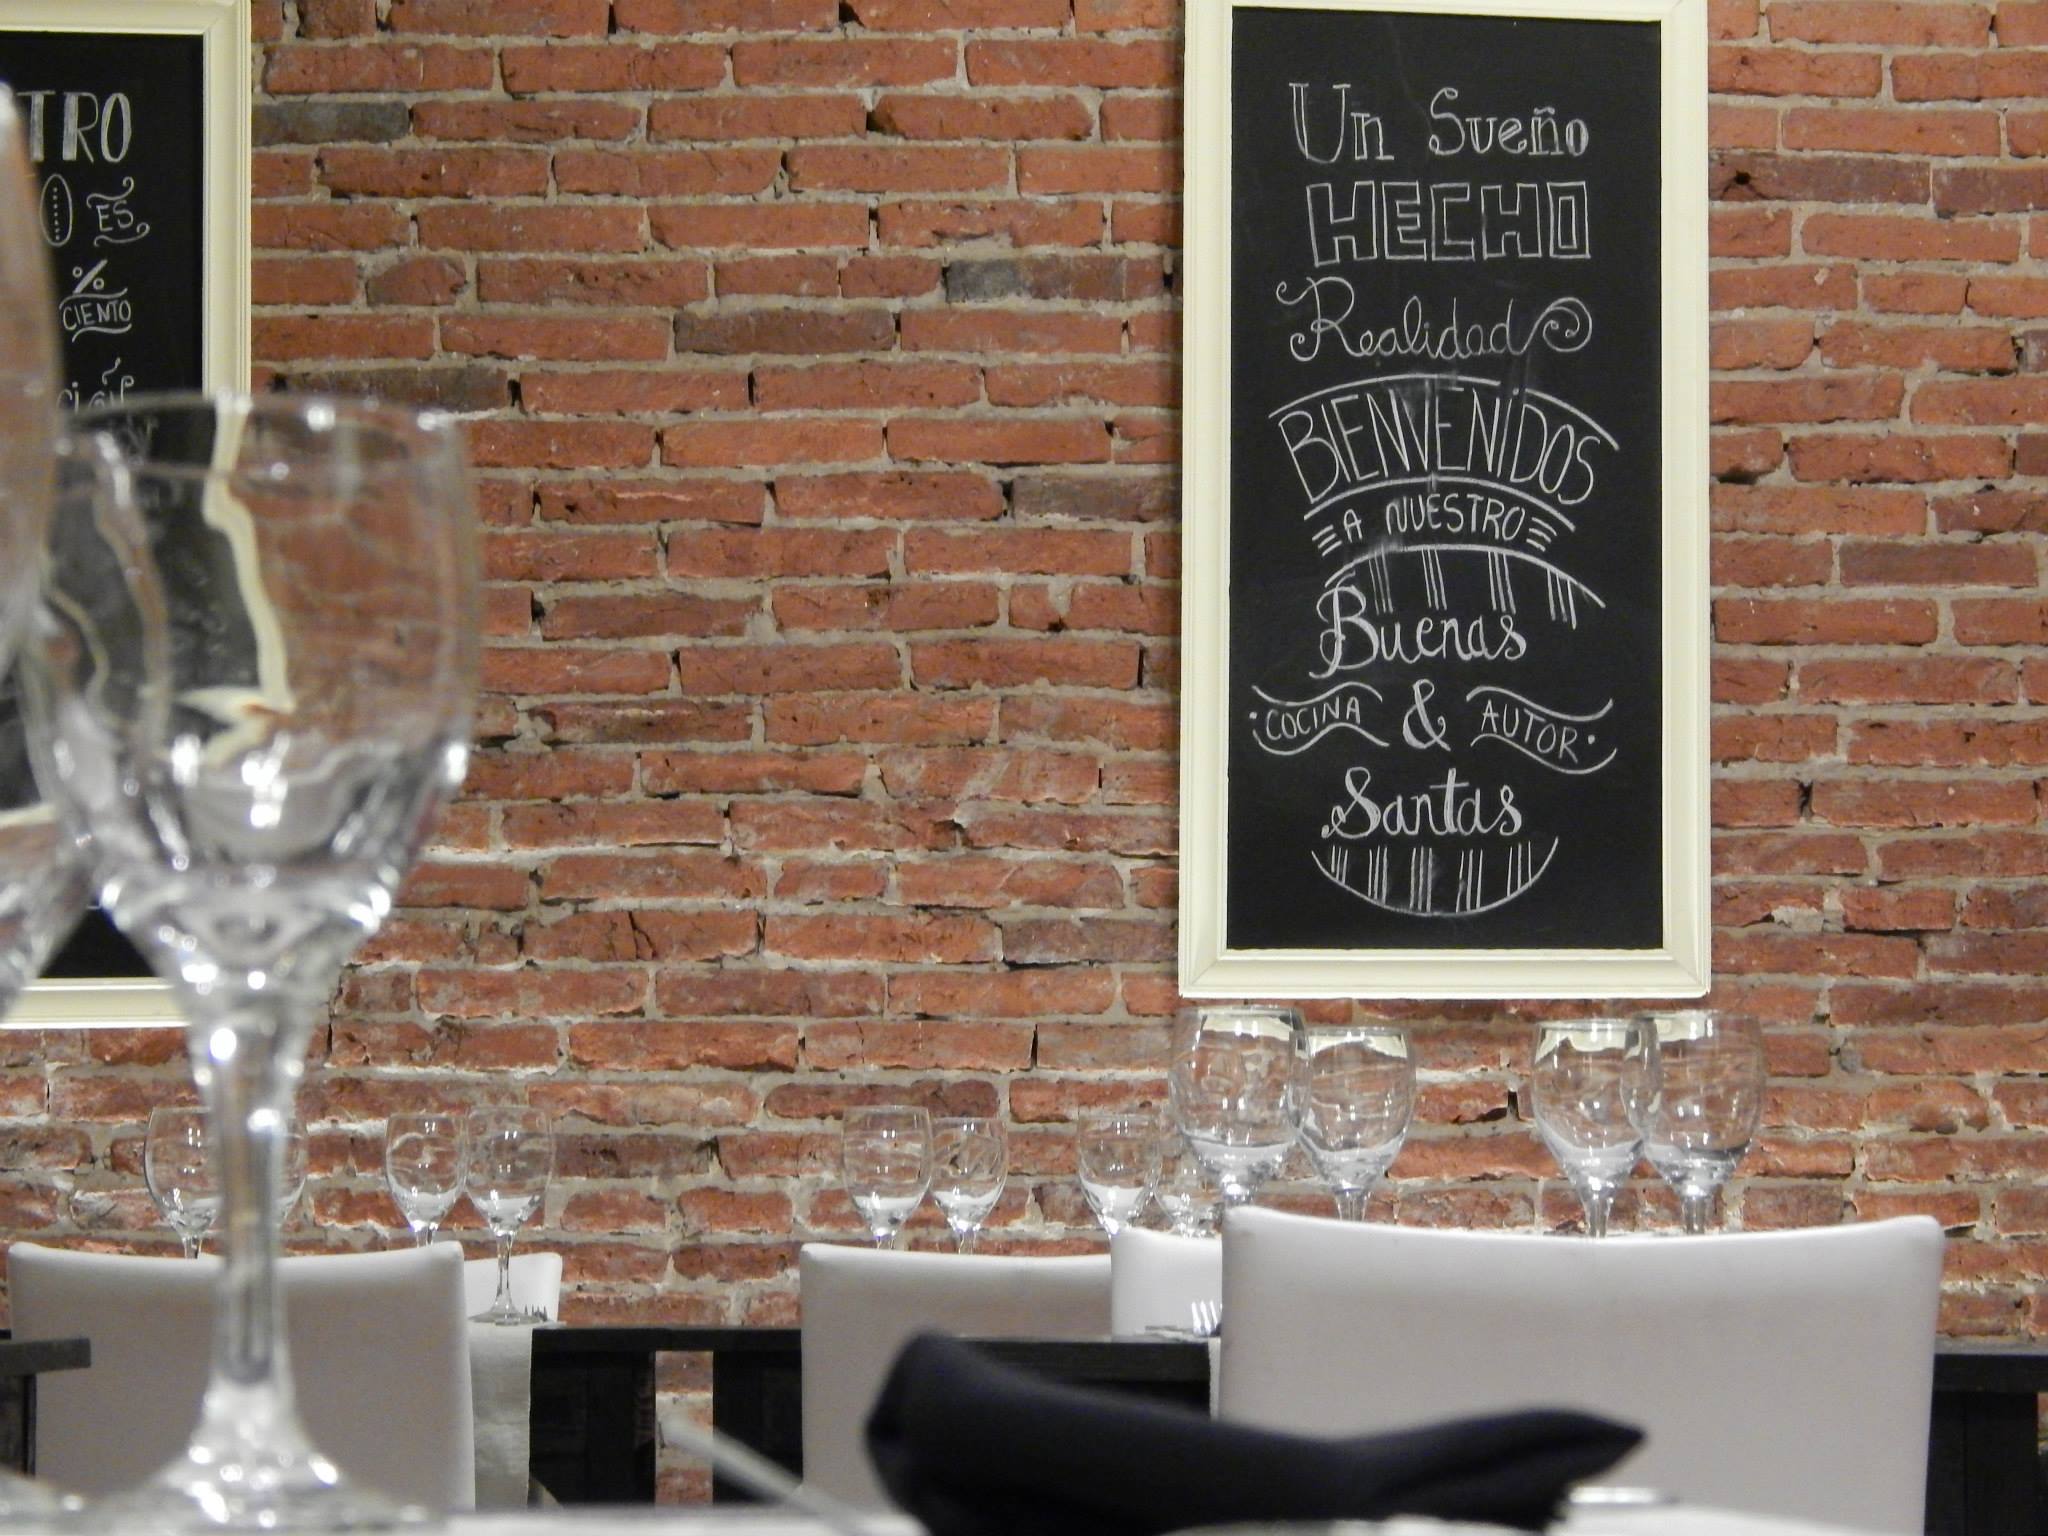 TRO
ES
%
CIENTO
Un Sueño
HECHO
Realidad
BIENVENIDOS
A NUESTRO
Buenas
COCINA & AUTOR
Santas